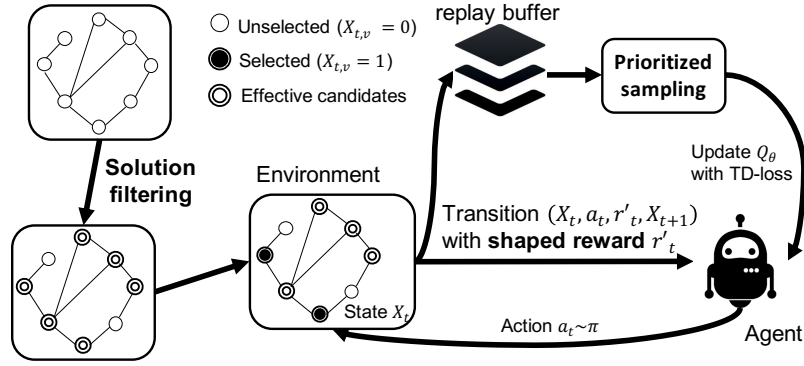 Unselected (X_{t,v} = 0)
Selected (X_{t,v} = 1)
Effective candidates
replay buffer
Prioritized
sampling
Solution
filtering
Environment
Update Q_θ
with TD-loss
Transition (X_t, a_t, r'_t, X_{t+1})
with shaped reward r'_t
State X_t
Action a_t~π
Agent